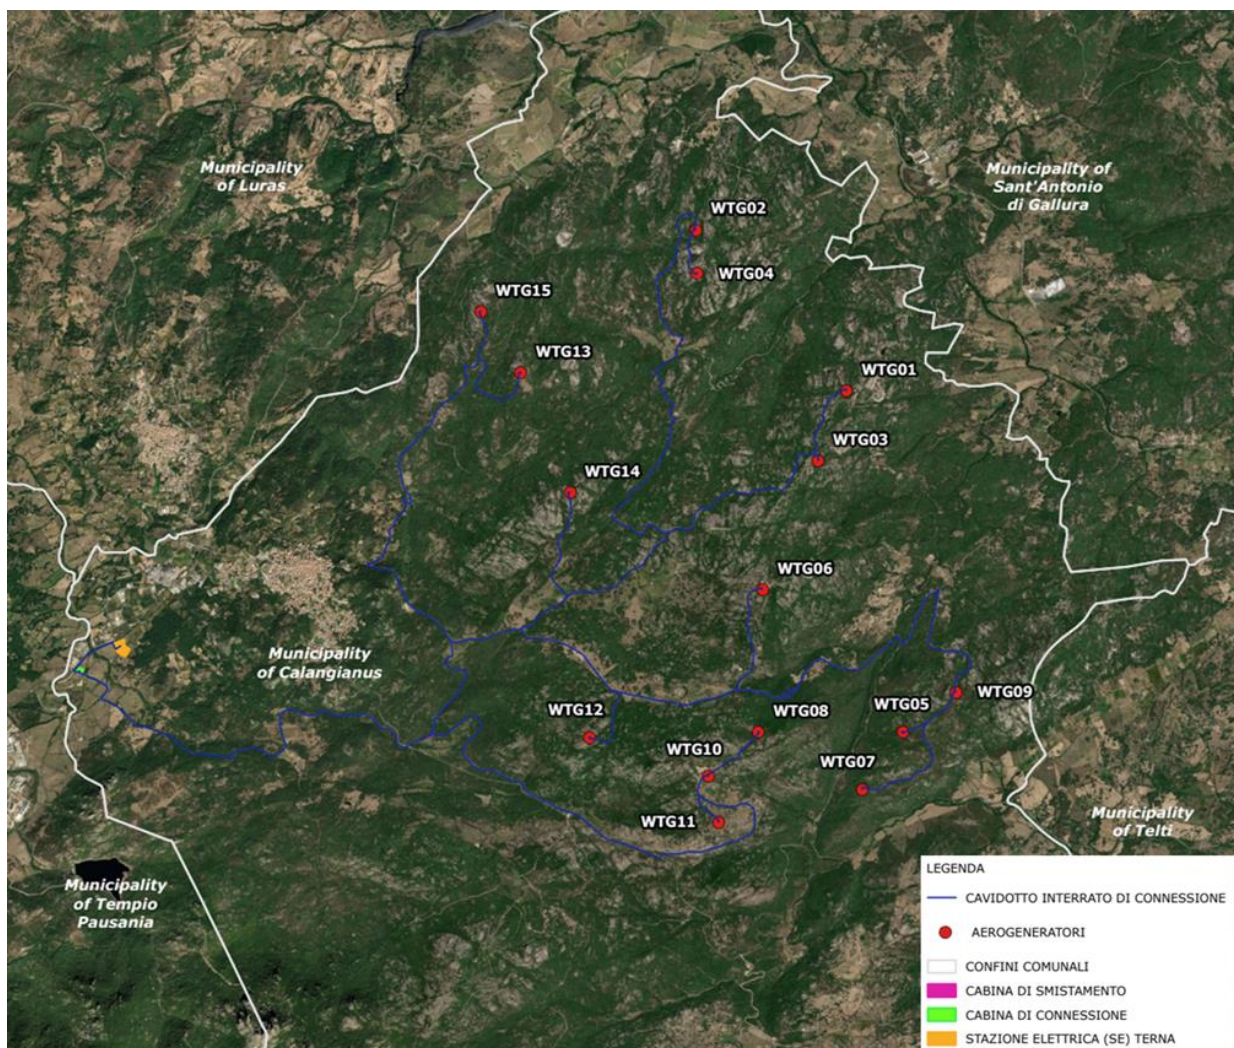 Municipality
of Luras
Municipality of
Sant'Antonio
di Gallura
WTG02
WTG04
WTG15
WTG13
WTG01
WTG03
WTG14
WTG06
Municipality
of Calangianus
WTG12
WTG08
WTG05
WTG09
WTG10
WTG07
WTG11
Municipality
of Telti
Municipality
of Tempio
Pausania
LEGENDA
CAVIDOTTO INTERRATO DI CONNESSIONE
AEROGENERATORI
CONFINI COMUNALI
CABINA DI SMISTAMENTO
CABINA DI CONNESSIONE
STAZIONE ELETTRICA (SE) TERNA